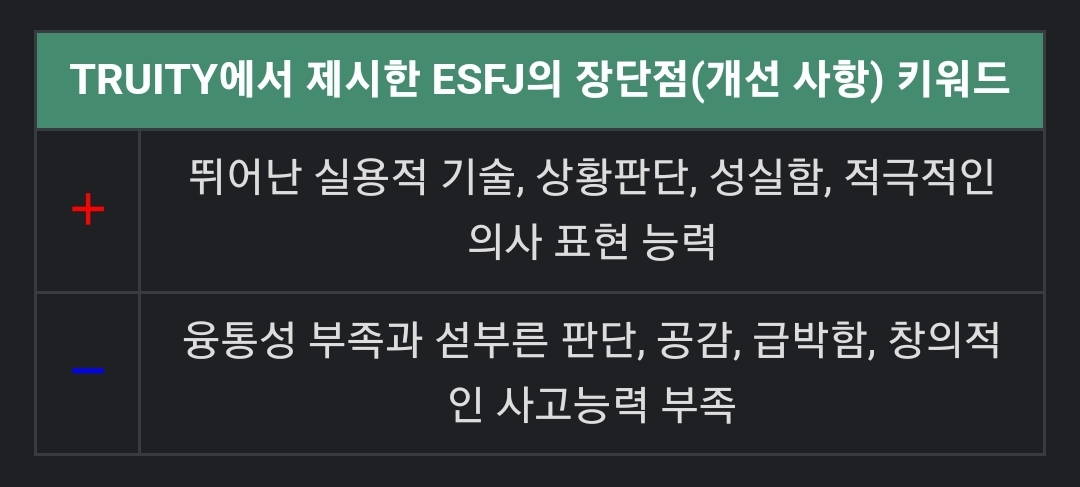 TRUITY에서 제시한 ESFJ의 장단점(개선 사항) 키워드
+
뛰어난 실용적 기술, 상황판단, 성실함, 적극적인
의사 표현 능력
–
융통성 부족과 섣부른 판단, 공감, 급박함, 창의적
인 사고능력 부족